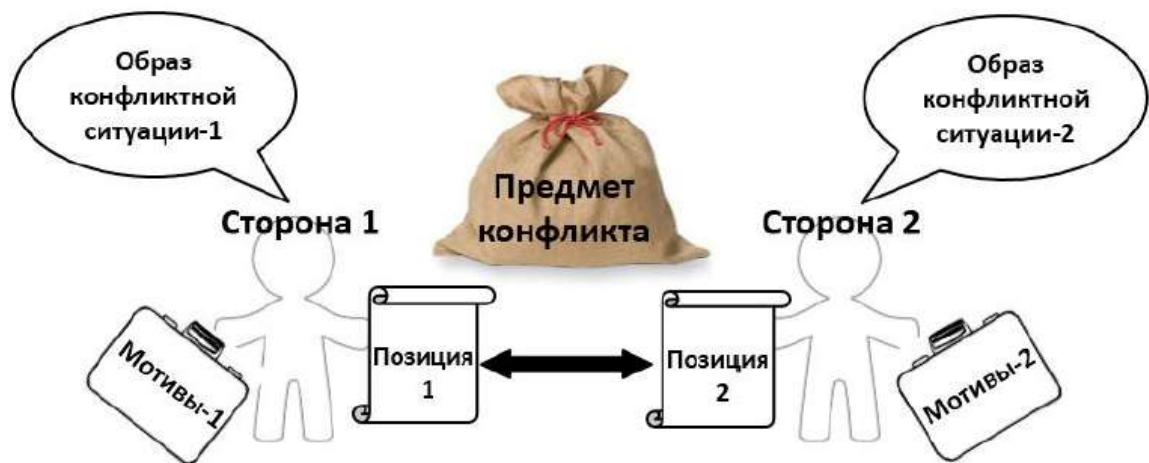 Образ
конфликтной
ситуации-1
Образ
конфликтной
ситуации-2
Предмет
конфликта
Сторона 1
Сторона 2
Мотивы-1
Позиция
1
Позиция
2
Мотивы-2